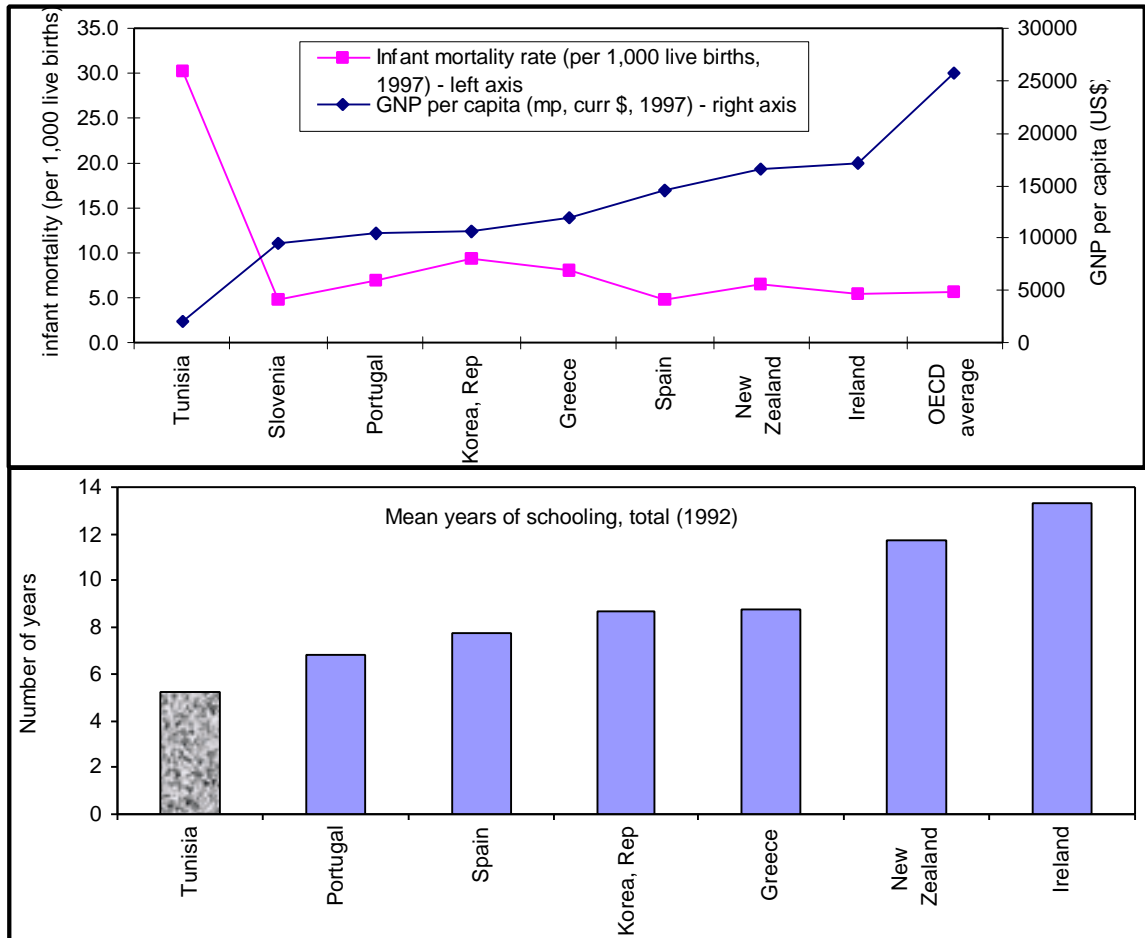 infant mortality (per 1,000 live births)
35.0
30.0
25.0
20.0
15.0
10.0
5.0
0.0
Infant mortality rate (per 1,000 live births,
1997) - left axis
GNP per capita (mp, curr $, 1997) - right axis
30000
25000
20000
15000
10000
5000
0
GNP per capita (US$)
Tunisia
Slovenia
Portugal
Korea, Rep
Greece
Spain
New
Zealand
Ireland
OECD
average
Number of years
14
12
10
8
6
4
2
0
Mean years of schooling, total (1992)
Tunisia
Portugal
Spain
Korea, Rep
Greece
New
Zealand
Ireland